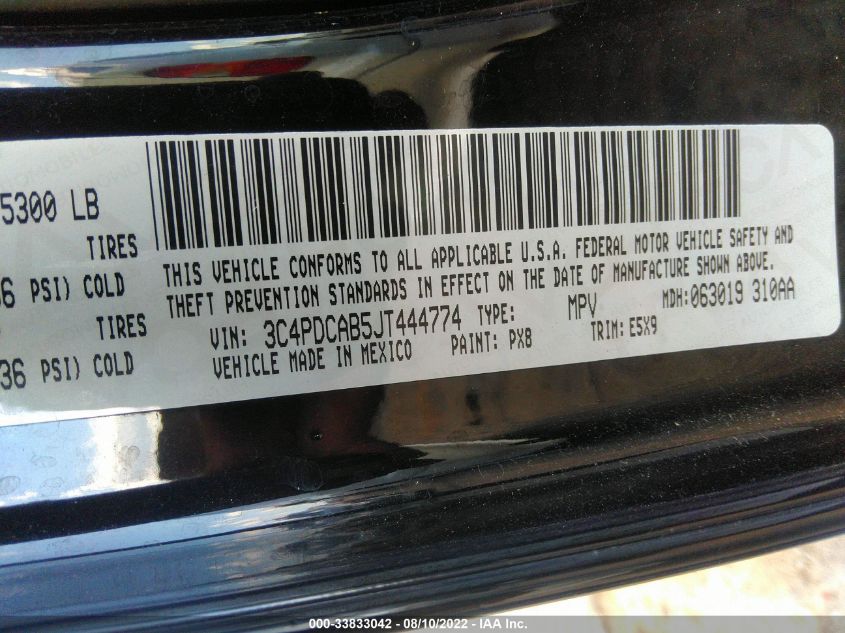 5300 LB
TIRES
36 PSI) COLD
TIRES
36 PSI) COLD
THIS VEHICLE CONFORMS TO ALL APPLICABLE U.S.A. FEDERAL MOTOR VEHICLE SAFETY AND
THEFT PREVENTION STANDARDS IN EFFECT ON THE DATE OF MANUFACTURE SHOWN ABOVE.
VIN: 3C4PDCAB5JT444774 TYPE: MPV MDH:063019 310AA
VEHICLE MADE IN MEXICO PAINT: PX8 TRIM: E5X9
000-33833042 - 08/10/2022 - IAA Inc.